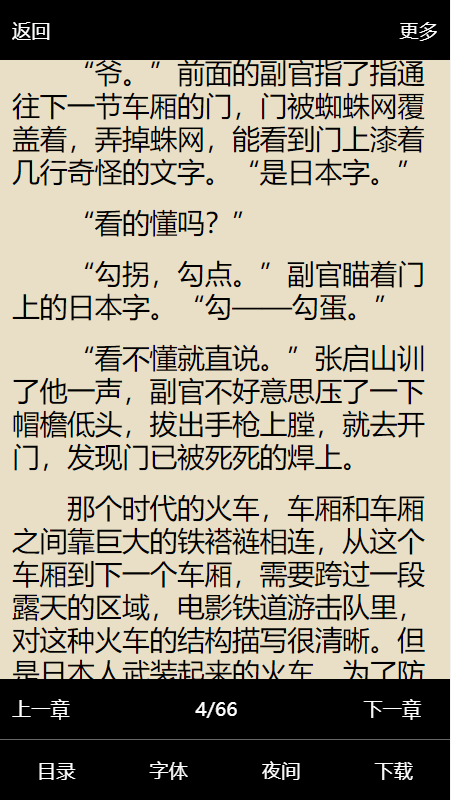 返回 更多
“爷。”前面的副官指了指通
往下一节车厢的门，门被蜘蛛网覆
盖着，弄掉蛛网，能看到门上漆着
几行奇怪的文字。“是日本字。”
“看的懂吗？”
“勾拐，勾点。”副官瞄着门
上的日本字。“勾——勾蛋。”
“看不懂就直说。”张启山训
了他一声，副官不好意思压了一下
帽檐低头，拔出手枪上膛，就去开
门，发现门已被死死的焊上。
那个时代的火车，车厢和车厢
之间靠巨大的铁褡裢相连，从这个
车厢到下一个车厢，需要跨过一段
露天的区域，电影铁道游击队里，
对这种火车的结构描写很清晰。但
是日本人武装起来的火车，为了防
上一章 4/66 下一章
目录 字体 夜间 下载